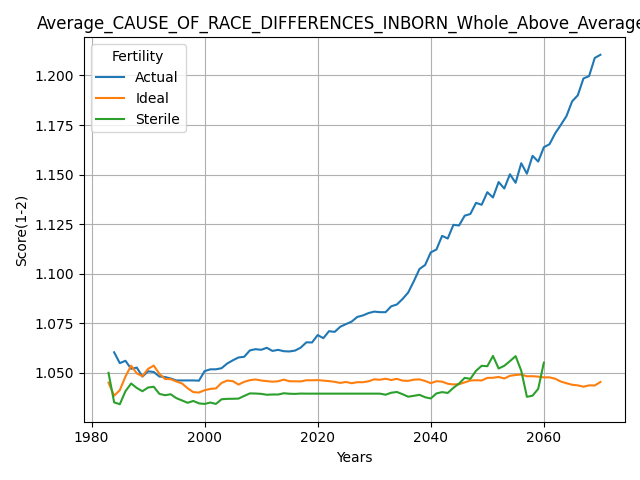 Average_CAUSE_OF_RACE_DIFFERENCES_INBORN_Whole_Above_Average
Fertility
Actual
Ideal
Sterile
Score(1-2)
1.200
1.175
1.150
1.125
1.100
1.075
1.050
1980 2000 2020 2040 2060
Years